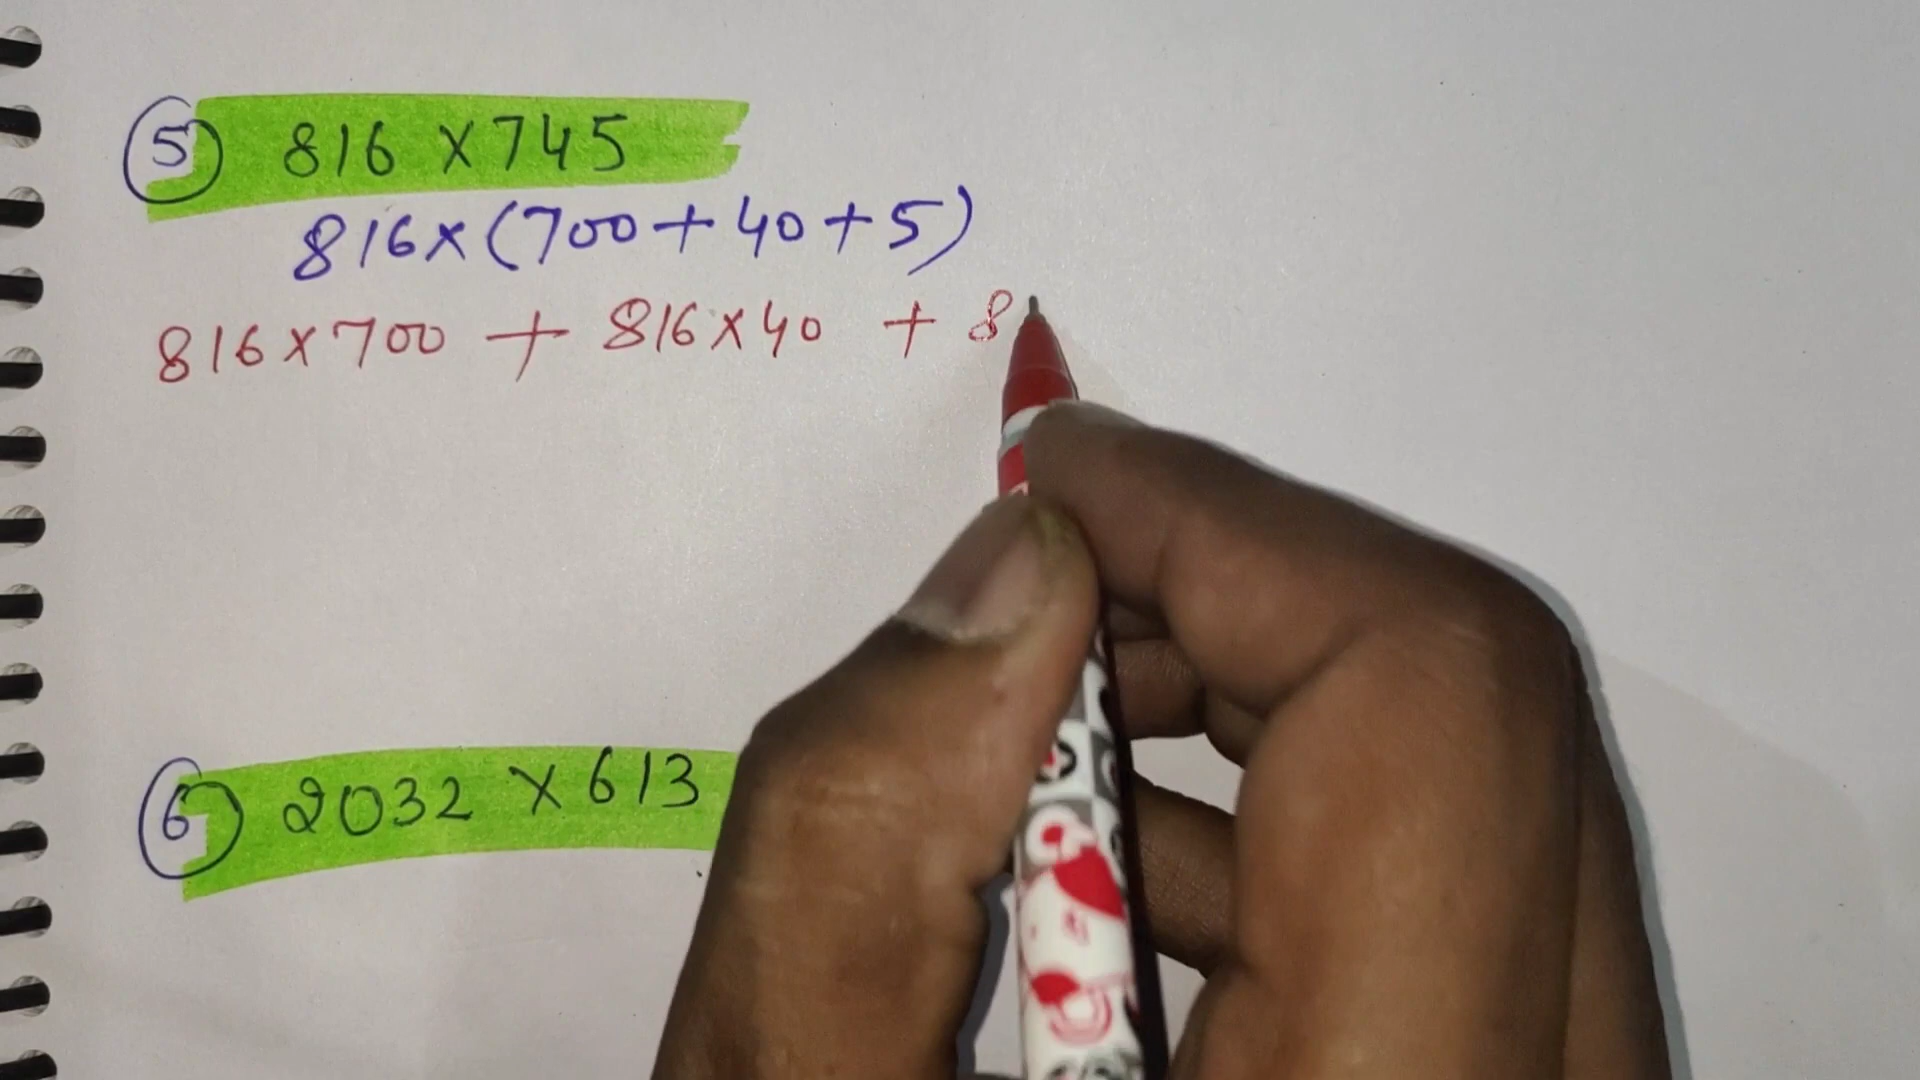 5 816 × 745
816 × (700 + 40 + 5)
816 × 700 + 816 × 40 + 8
6 2032 × 613